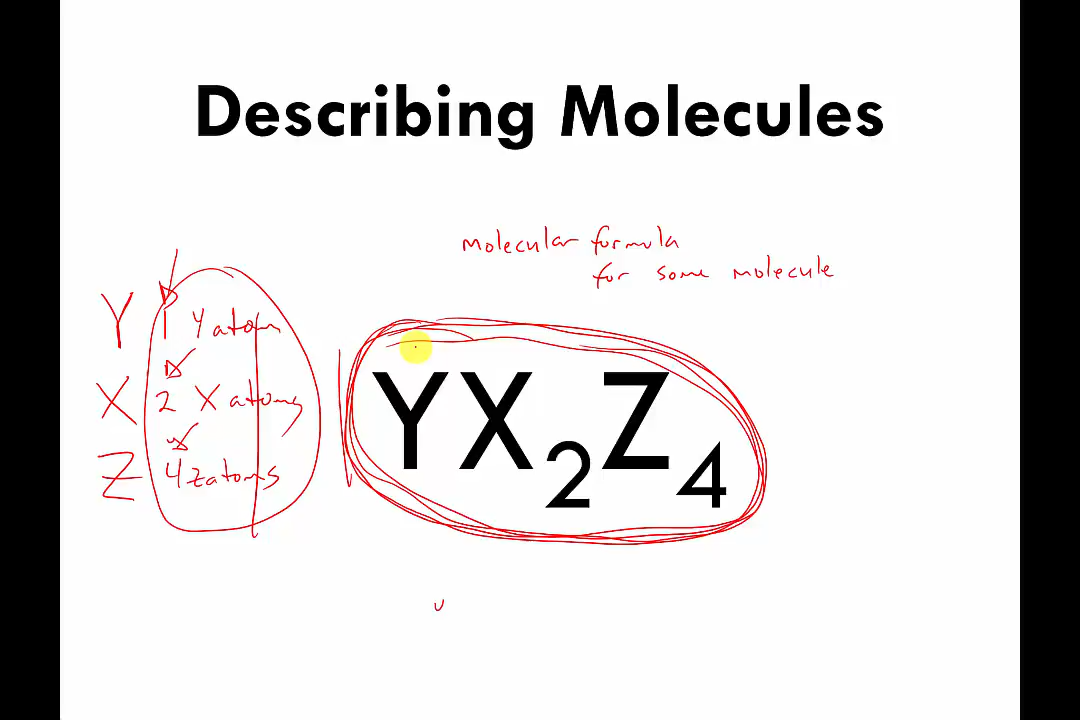 Describing Molecules
molecular formula
for some molecule
Y 1 Y atom
X 2 X atoms
Z 4 Z atoms
YX₂Z₄